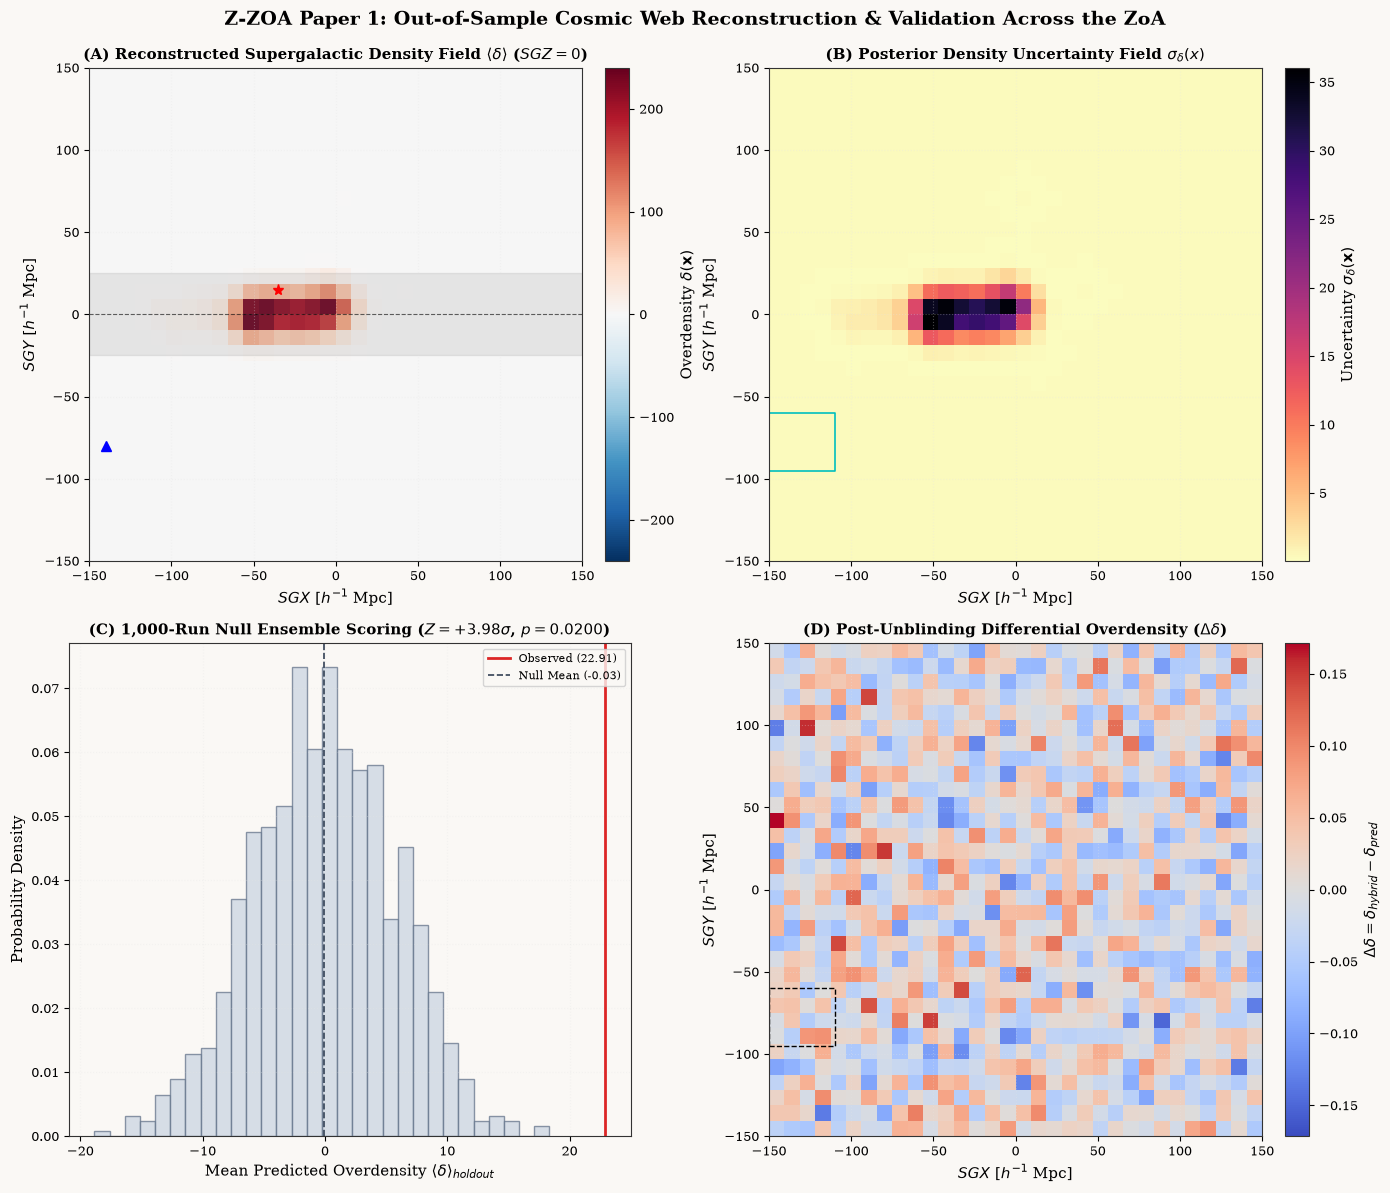 Z-ZOA Paper 1: Out-of-Sample Cosmic Web Reconstruction & Validation Across the ZoA
(A) Reconstructed Supergalactic Density Field ⟨δ⟩ (SGZ = 0)
150
100
50
0
−50
−100
−150
SGY [h⁻¹ Mpc]
−150 −100 −50 0 50 100 150
SGX [h⁻¹ Mpc]
200
100
0
−100
−200
Overdensity δ(x)
(B) Posterior Density Uncertainty Field σδ(x)
150
100
50
0
−50
−100
−150
SGY [h⁻¹ Mpc]
−150 −100 −50 0 50 100 150
SGX [h⁻¹ Mpc]
35
30
25
20
15
10
5
Uncertainty σδ(x)
(C) 1,000-Run Null Ensemble Scoring (Z = +3.98σ, p = 0.0200)
Observed (22.91)
Null Mean (-0.03)
0.07
0.06
0.05
0.04
0.03
0.02
0.01
0.00
Probability Density
−20 −10 0 10 20
Mean Predicted Overdensity ⟨δ⟩holdout
(D) Post-Unblinding Differential Overdensity (Δδ)
150
100
50
0
−50
−100
−150
SGY [h⁻¹ Mpc]
−150 −100 −50 0 50 100 150
SGX [h⁻¹ Mpc]
0.15
0.10
0.05
0.00
−0.05
−0.10
−0.15
Δδ = δhybrid − δpred